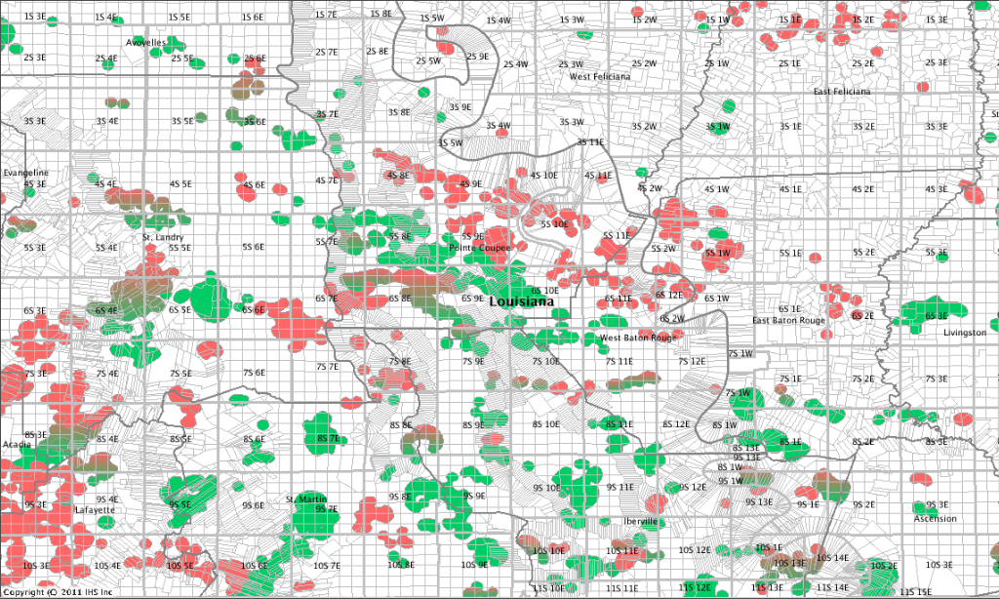 1S 3E 1S 4E 1S 5E 1S 6E 1S 7E 1S 8E 1S 5W 1S 4W 1S 3W 1S 2W 1S 1W 1S 1E 1S 2E 1S 3E
Avoyelles
2S 3E 2S 4E 2S 5E 2S 6E 2S 7E 2S 8E 2S 5W 2S 9E 2S 4W 2S 3W 2S 2W 2S 1W 2S 1E 2S 2E 2S 3E
West Feliciana
East Feliciana
3S 3E 3S 4E 3S 5E 3S 6E 3S 7E 3S 8E 3S 9E 3S 4W 3S 3W 3S 2W 3S 1W 3S 1E 3S 2E 3S 3E
St
3S 5W 3S 11E
Evangeline
4S 3E 4S 4E 4S 5E 4S 6E 4S 7E 4S 8E 4S 9E 4S 10E 4S 11E 4S 2W 4S 1W 4S 1E 4S 2E 4S 3E
5S 10E
St. Landry
5S 3E 5S 4E 5S 5E 5S 6E 5S 7E 5S 8E 5S 9E 5S 11E 5S 2W 5S 1W 5S 1E 5S 2E 5S 3E
Pointe Coupee
6S 3E 6S 4E 6S 5E 6S 6E 6S 7E 6S 8E 6S 9E 6S 10E 6S 11E 6S 12E 6S 1W 6S 1E 6S 2E 6S 3E
Louisiana
6S 2W
East Baton Rouge
Livingston
West Baton Rouge
7S 3E 7S 4E 7S 5E 7S 6E 7S 7E 7S 8E 7S 9E 7S 10E 7S 11E 7S 12E 7S 1W 7S 1E 7S 2E 7S 3E
7S 1W
8S 3E 8S 4E 8S 5E 8S 6E 8S 7E 8S 8E 8S 9E 8S 10E 8S 11E 8S 12E 8S 1W 8S 1E 8S 2E 8S 3E
Acadia
8S 13E
9S 13E
8S 1W
9S 1W
9S 3E 9S 4E 9S 5E 9S 6E 9S 7E 9S 8E 9S 9E 9S 10E 9S 11E 9S 12E 9S 13E 9S 1E 9S 2E 9S 3E
Lafayette
St. Martin
Iberville
Ascension
10S 3E 10S 4E 10S 5E 10S 6E 10S 7E 10S 8E 10S 9E 10S 10E 10S 11E 10S 12E 10S 1E 10S 13E 10S 14E 10S 2E 10S 3E
11S 10E 11S 11E 11S 12E 11S 13E 11S 14E 11S 15E
Copyright (C) 2011 IHS Inc